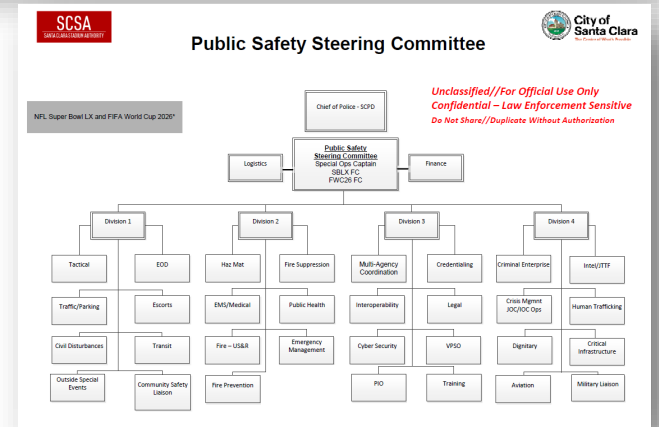 SCSA
SANTA CLARA STADIUM AUTHORITY
City of
Santa Clara
The Center of What's Possible
Public Safety Steering Committee
Unclassified//For Official Use Only
Confidential – Law Enforcement Sensitive
Do Not Share//Duplicate Without Authorization
NFL Super Bowl LX and FIFA World Cup 2026*
Chief of Police - SCPD
Logistics
Public Safety
Steering Committee
Special Ops Captain
SBLX FC
FWC26 FC
Finance
Division 1
Division 2
Division 3
Division 4
Tactical
EOD
Haz Mat
Fire Suppression
Multi-Agency
Coordination
Credentialing
Criminal Enterprise
Intel/JTTF
Traffic/Parking
Escorts
EMS/Medical
Public Health
Interoperability
Legal
Crisis Mgmnt
JOC/IOC Ops
Human Trafficking
Civil Disturbances
Transit
Fire – US&R
Emergency
Management
Cyber Security
VPSO
Dignitary
Critical
Infrastructure
Outside Special
Events
Community Safety
Liaison
Fire Prevention
PIO
Training
Aviation
Military Liaison